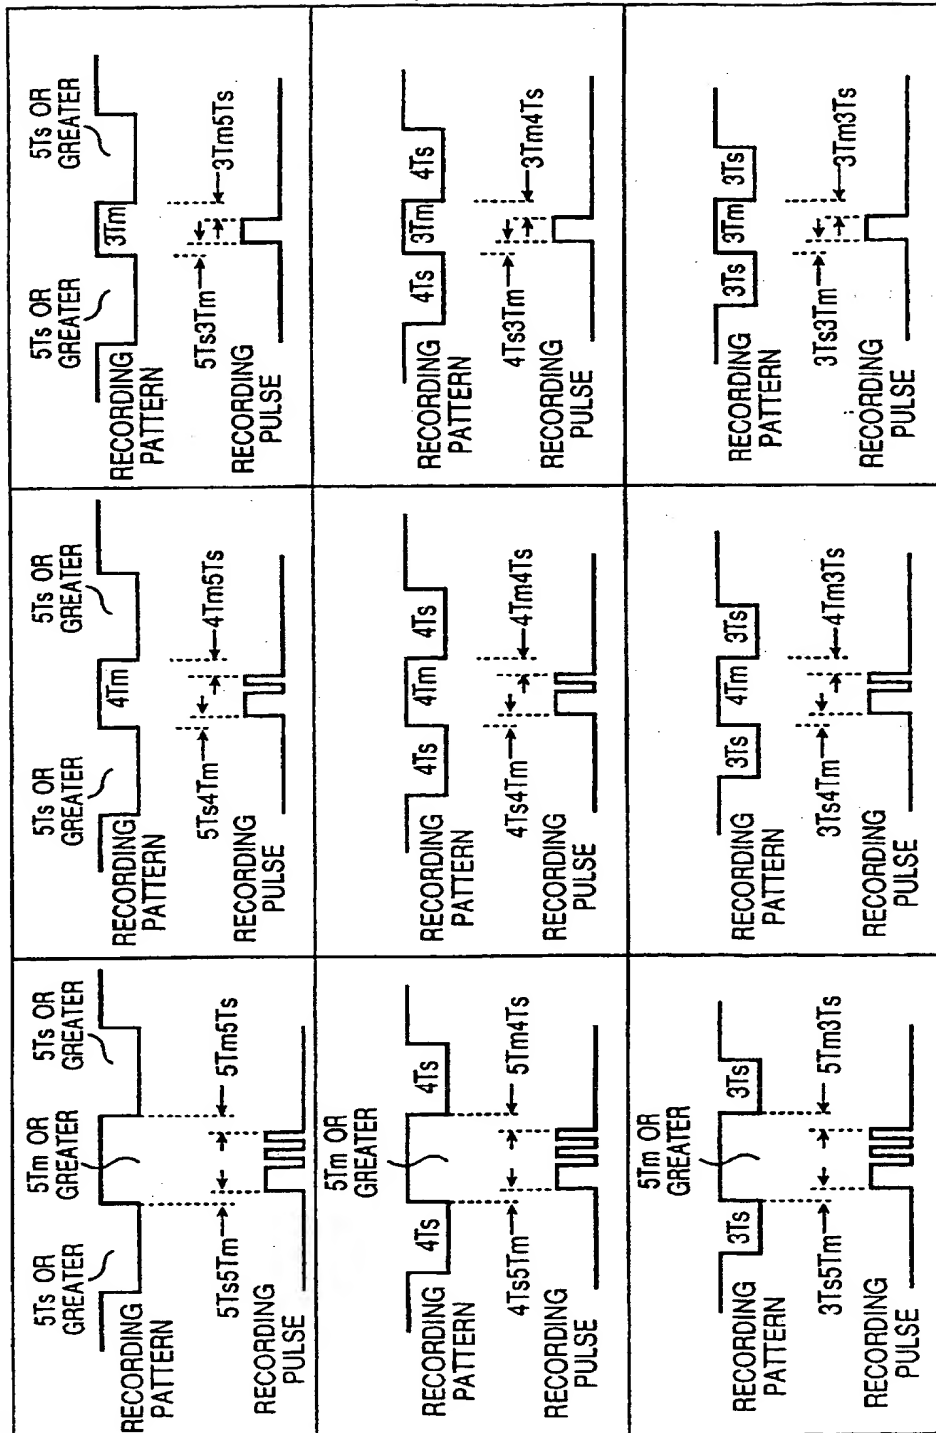 5Ts OR
GREATER
5Tm OR
GREATER
5Ts OR
GREATER
RECORDING
PATTERN
5Ts5Tm
5Tm5Ts
RECORDING
PULSE
5Ts OR
GREATER
4Tm
5Ts OR
GREATER
RECORDING
PATTERN
5Ts4Tm
4Tm5Ts
RECORDING
PULSE
5Ts OR
GREATER
3Tm
5Ts OR
GREATER
RECORDING
PATTERN
5Ts3Tm
3Tm5Ts
RECORDING
PULSE
5Tm OR
GREATER
4Ts
4Ts
RECORDING
PATTERN
4Ts5Tm
5Tm4Ts
RECORDING
PULSE
4Ts
4Tm
4Ts
RECORDING
PATTERN
4Ts4Tm
4Tm4Ts
RECORDING
PULSE
4Ts
3Tm
4Ts
RECORDING
PATTERN
4Ts3Tm
3Tm4Ts
RECORDING
PULSE
5Tm OR
GREATER
3Ts
3Ts
RECORDING
PATTERN
3Ts5Tm
5Tm3Ts
RECORDING
PULSE
3Ts
4Tm
3Ts
RECORDING
PATTERN
3Ts4Tm
4Tm3Ts
RECORDING
PULSE
3Ts
3Tm
3Ts
RECORDING
PATTERN
3Ts3Tm
3Tm3Ts
RECORDING
PULSE